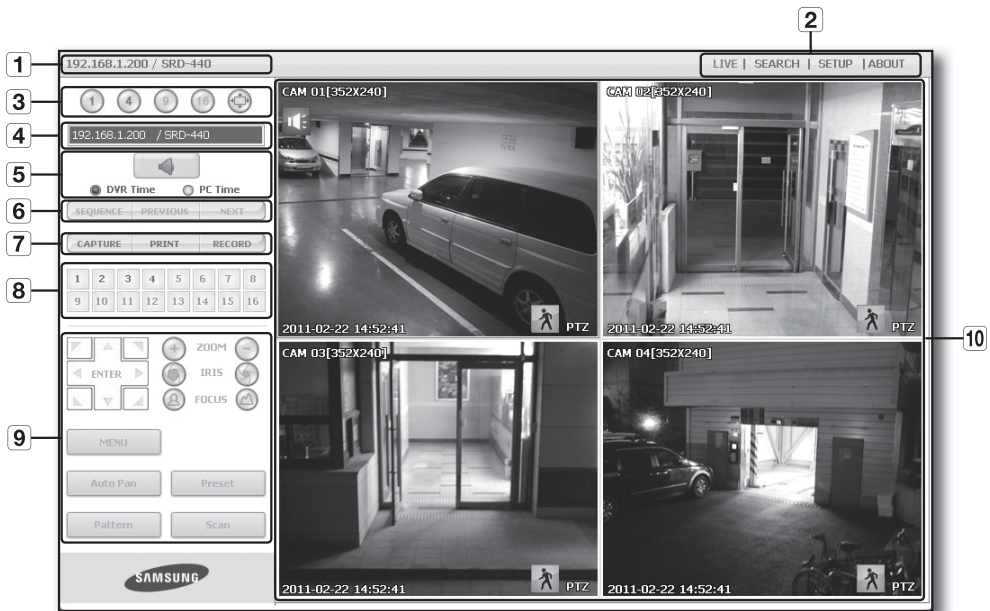 2
1
192.168.1.200 / SRD-440
LIVE | SEARCH | SETUP | ABOUT
3
1 4 9 16
4
192.168.1.200 / SRD-440
5
DVR Time PC Time
6
SEQUENCE PREVIOUS NEXT
7
CAPTURE PRINT RECORD
8
1 2 3 4 5 6 7 8
9 10 11 12 13 14 15 16
9
ZOOM
ENTER IRIS
FOCUS
MENU
Auto Pan Preset
Pattern Scan
SAMSUNG
CAM 01[352X240]
2011-02-22 14:52:41 PTZ
CAM 02[352X240]
2011-02-22 14:52:41 PTZ
CAM 03[352X240]
2011-02-22 14:52:41 PTZ
CAM 04[352X240]
2011-02-22 14:52:41 PTZ
10